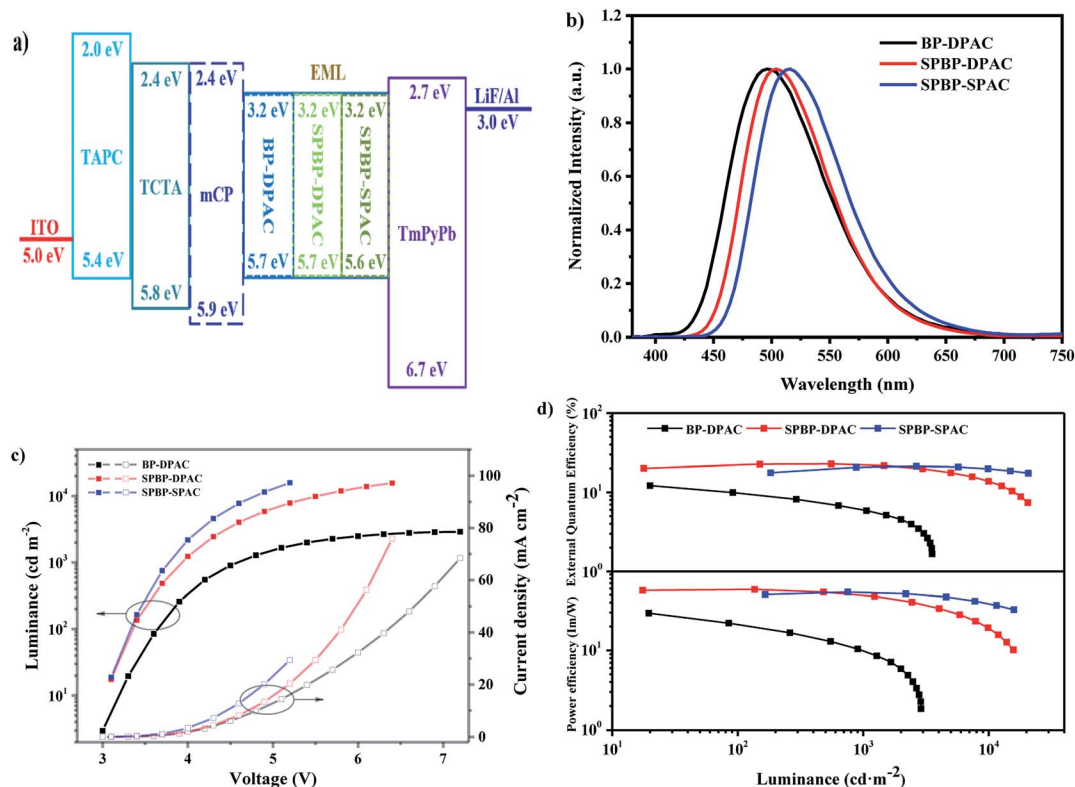 a)
2.0 eV
2.4 eV
2.4 eV
EML
2.7 eV
LiF/Al
3.0 eV
3.2 eV
3.2 eV
3.2 eV
TAPC
TCTA
mCP
BP-DPAC
SPBP-DPAC
SPBP-SPAC
TmPyPb
ITO
5.0 eV
5.4 eV
5.8 eV
5.9 eV
5.7 eV
5.7 eV
5.6 eV
6.7 eV
b)
BP-DPAC
SPBP-DPAC
SPBP-SPAC
Normalized Intensity (a.u.)
1.2
1.0
0.8
0.6
0.4
0.2
0.0
400 450 500 550 600 650 700 750
Wavelength (nm)
c)
BP-DPAC
SPBP-DPAC
SPBP-SPAC
Luminance (cd m-2)
10⁴
10³
10²
10¹
Current density (mA cm-2)
100
80
60
40
20
0
3 4 5 6 7
Voltage (V)
d)
BP-DPAC SPBP-DPAC SPBP-SPAC
External Quantum Efficiency (%)
10²
10¹
10⁰
Power efficiency (Im/W)
10¹
10⁰
10¹ 10² 10³ 10⁴
Luminance (cd·m-2)